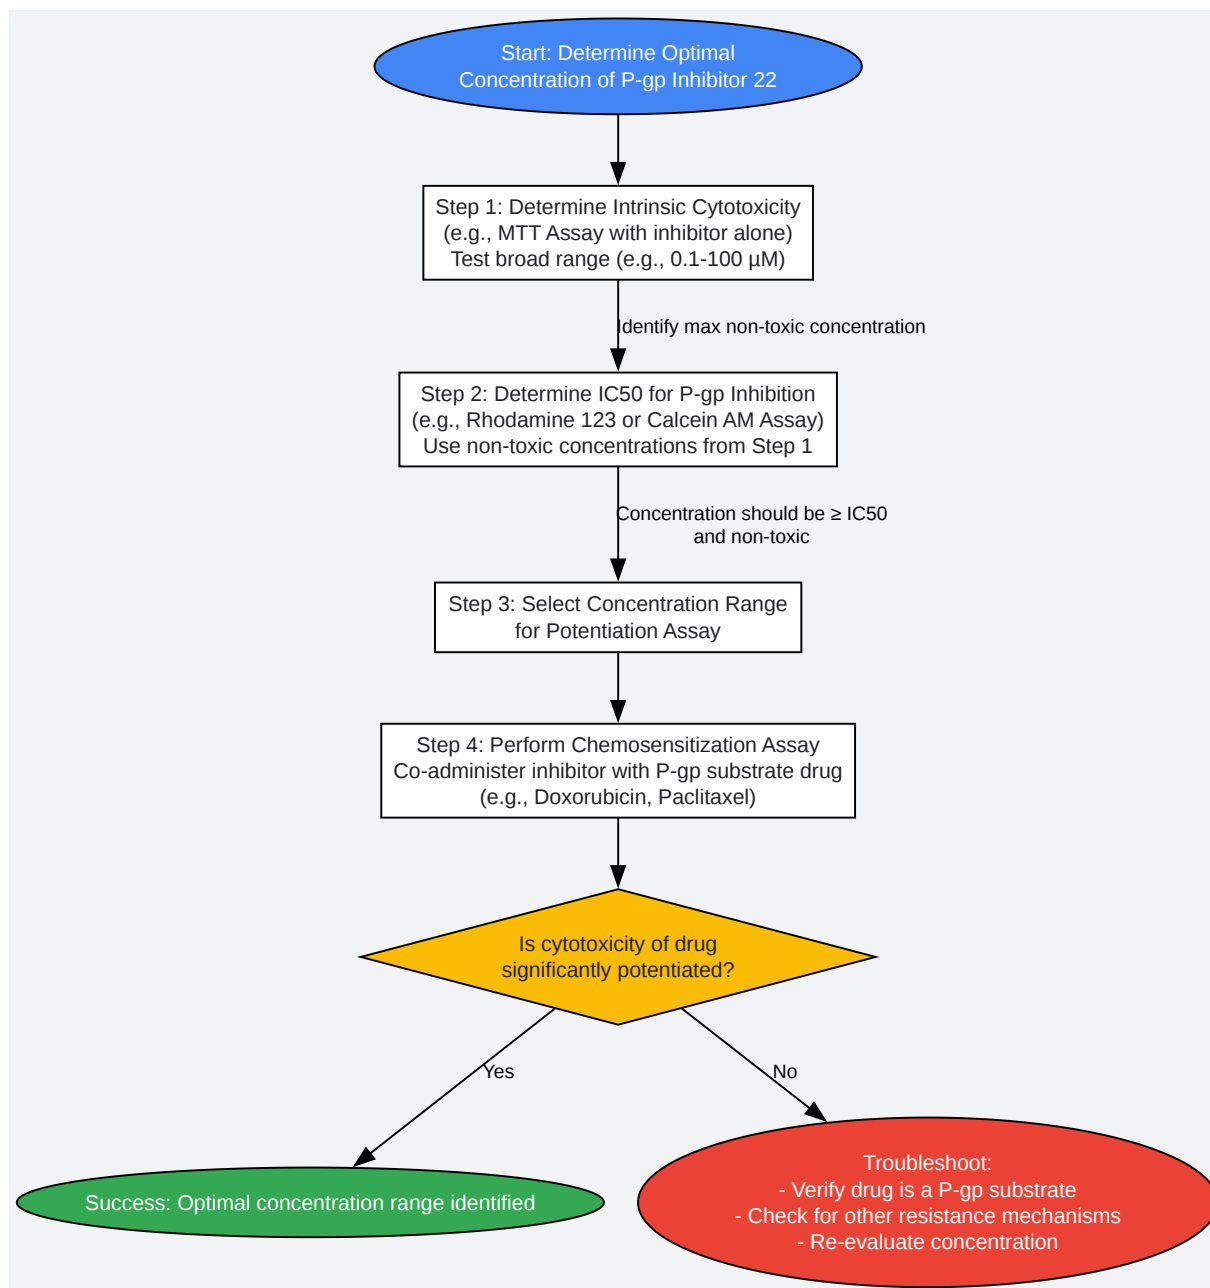 Start: Determine Optimal
Concentration of P-gp Inhibitor 22
Step 1: Determine Intrinsic Cytotoxicity
(e.g., MTT Assay with inhibitor alone)
Test broad range (e.g., 0.1-100 µM)
Identify max non-toxic concentration
Step 2: Determine IC50 for P-gp Inhibition
(e.g., Rhodamine 123 or Calcein AM Assay)
Use non-toxic concentrations from Step 1
Concentration should be ≥ IC50
and non-toxic
Step 3: Select Concentration Range
for Potentiation Assay
Step 4: Perform Chemosensitization Assay
Co-administer inhibitor with P-gp substrate drug
(e.g., Doxorubicin, Paclitaxel)
Is cytotoxicity of drug
significantly potentiated?
Yes
No
Success: Optimal concentration range identified
Troubleshoot:
- Verify drug is a P-gp substrate
- Check for other resistance mechanisms
- Re-evaluate concentration